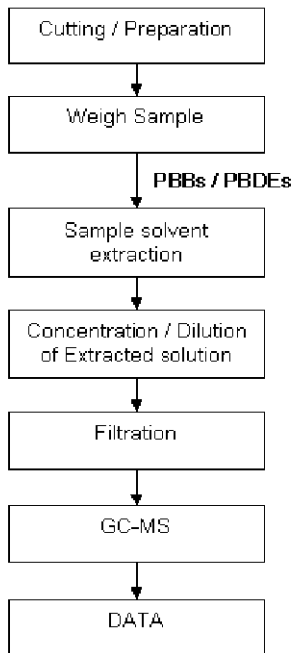 Cutting / Preparation
Weigh Sample
PBBs / PBDEs
Sample solvent
extraction
Concentration / Dilution
of Extracted solution
Filtration
GC-MS
DATA